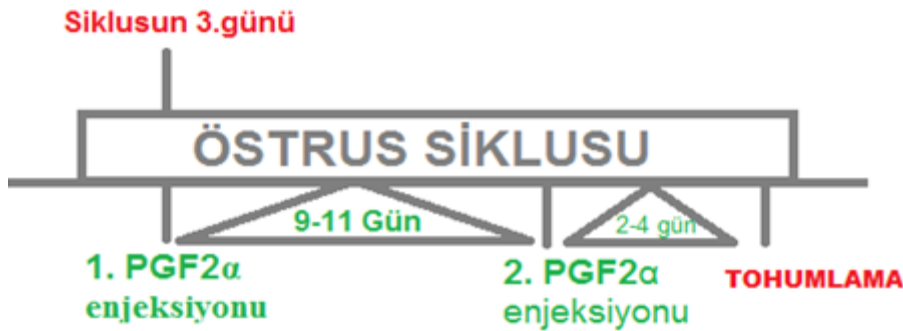 Siklusun 3.günü
ÖSTRUS SİKLUSU
9-11 Gün
2-4 gün
1. PGF2α
enjeksiyonu
2. PGF2α
enjeksiyonu
TOHUMLAMA